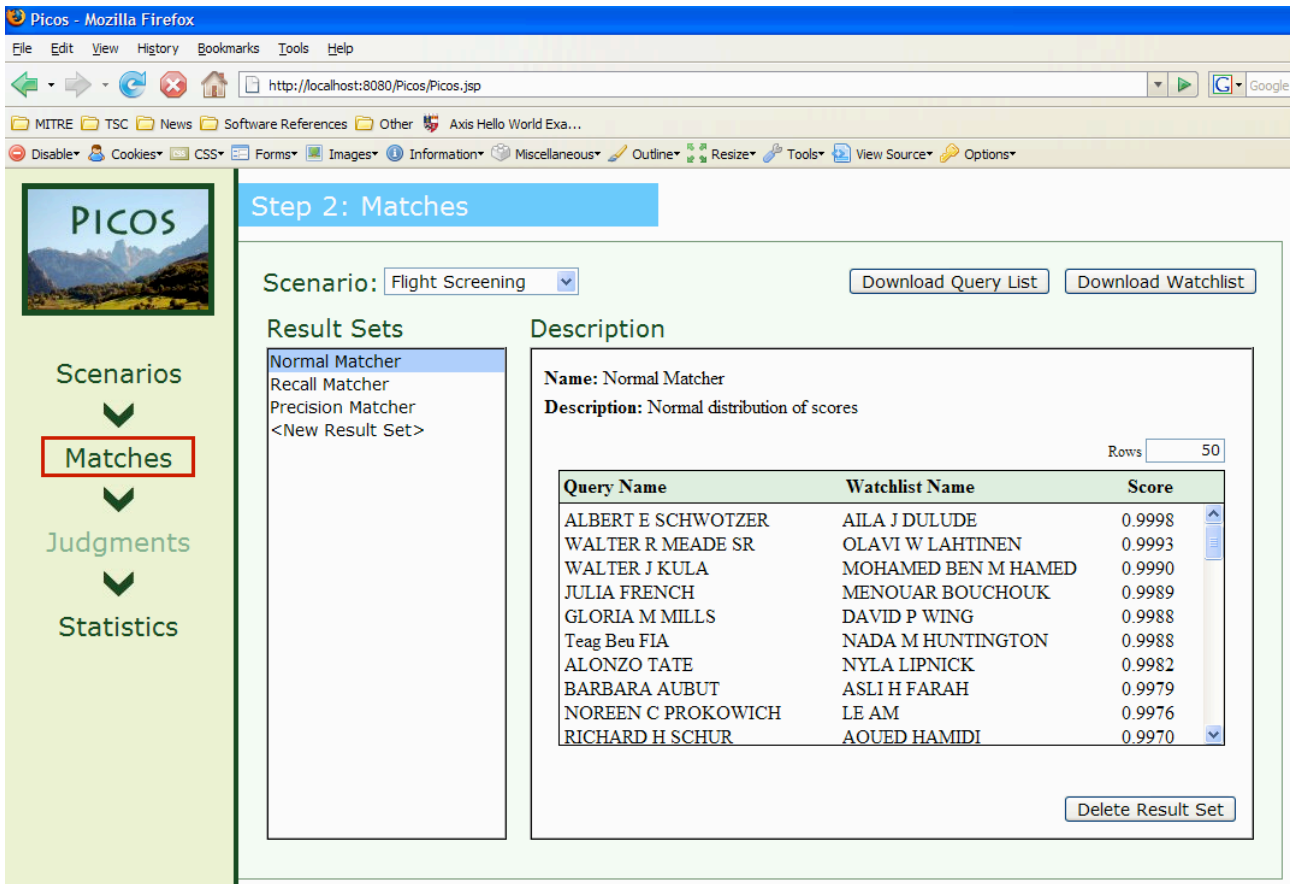 Picos - Mozilla Firefox
File Edit View History Bookmarks Tools Help
http://localhost:8080/Picos/Picos.jsp
G Google
MITRE TSC News Software References Other Axis Hello World Exa...
Disable Cookies CSS Forms Images Information Miscellaneous Outline Resize Tools View Source Options
PICOS
Step 2: Matches
Scenario: Flight Screening Download Query List Download Watchlist
Result Sets Description
Normal Matcher
Recall Matcher
Precision Matcher
<New Result Set>
Name: Normal Matcher
Description: Normal distribution of scores
Rows 50
Query Name Watchlist Name Score
ALBERT E SCHWOTZER AILA J DULUDE 0.9998
WALTER R MEADE SR OLAVI W LAHTINEN 0.9993
WALTER J KULA MOHAMED BEN M HAMED 0.9990
JULIA FRENCH MENOUAR BOUCHOUK 0.9989
GLORIA M MILLS DAVID P WING 0.9988
Teag Beu FIA NADA M HUNTINGTON 0.9988
ALONZO TATE NYLA LIPNICK 0.9982
BARBARA AUBUT ASLI H FARAH 0.9979
NOREEN C PROKOWICH LE AM 0.9976
RICHARD H SCHUR AOUED HAMIDI 0.9970
Delete Result Set
Scenarios
Matches
Judgments
Statistics